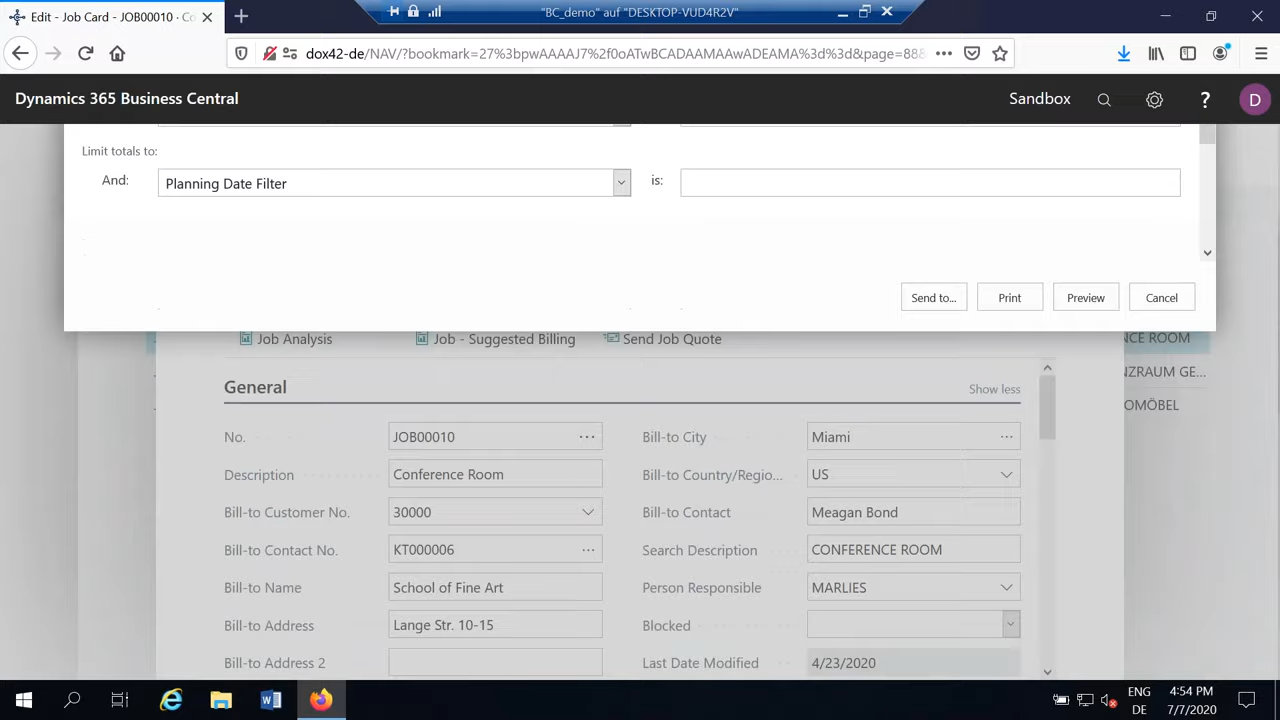 Edit - Job Card - JOB00010 · Co
"BC_demo" auf "DESKTOP-VUD4R2V"
dox42-de/NAV/?bookmark=27%3bpwAAAAJ7%2f0oATwBCADAAMAAwADEAMA%3d%3d&page=88&
Dynamics 365 Business Central
Sandbox
?
D
Limit totals to:
And:
Planning Date Filter
is:
Send to...
Print
Preview
Cancel
Job Analysis
Job - Suggested Billing
Send Job Quote
NCE ROOM
NZRAUM GE...
OMÖBEL
General
Show less
No.
JOB00010
Bill-to City
Miami
Description
Conference Room
Bill-to Country/Regio...
US
Bill-to Customer No.
30000
Bill-to Contact
Meagan Bond
Bill-to Contact No.
KT000006
Search Description
CONFERENCE ROOM
Bill-to Name
School of Fine Art
Person Responsible
MARLIES
Bill-to Address
Lange Str. 10-15
Blocked
Bill-to Address 2
Last Date Modified
4/23/2020
ENG
4:54 PM
DE
7/7/2020